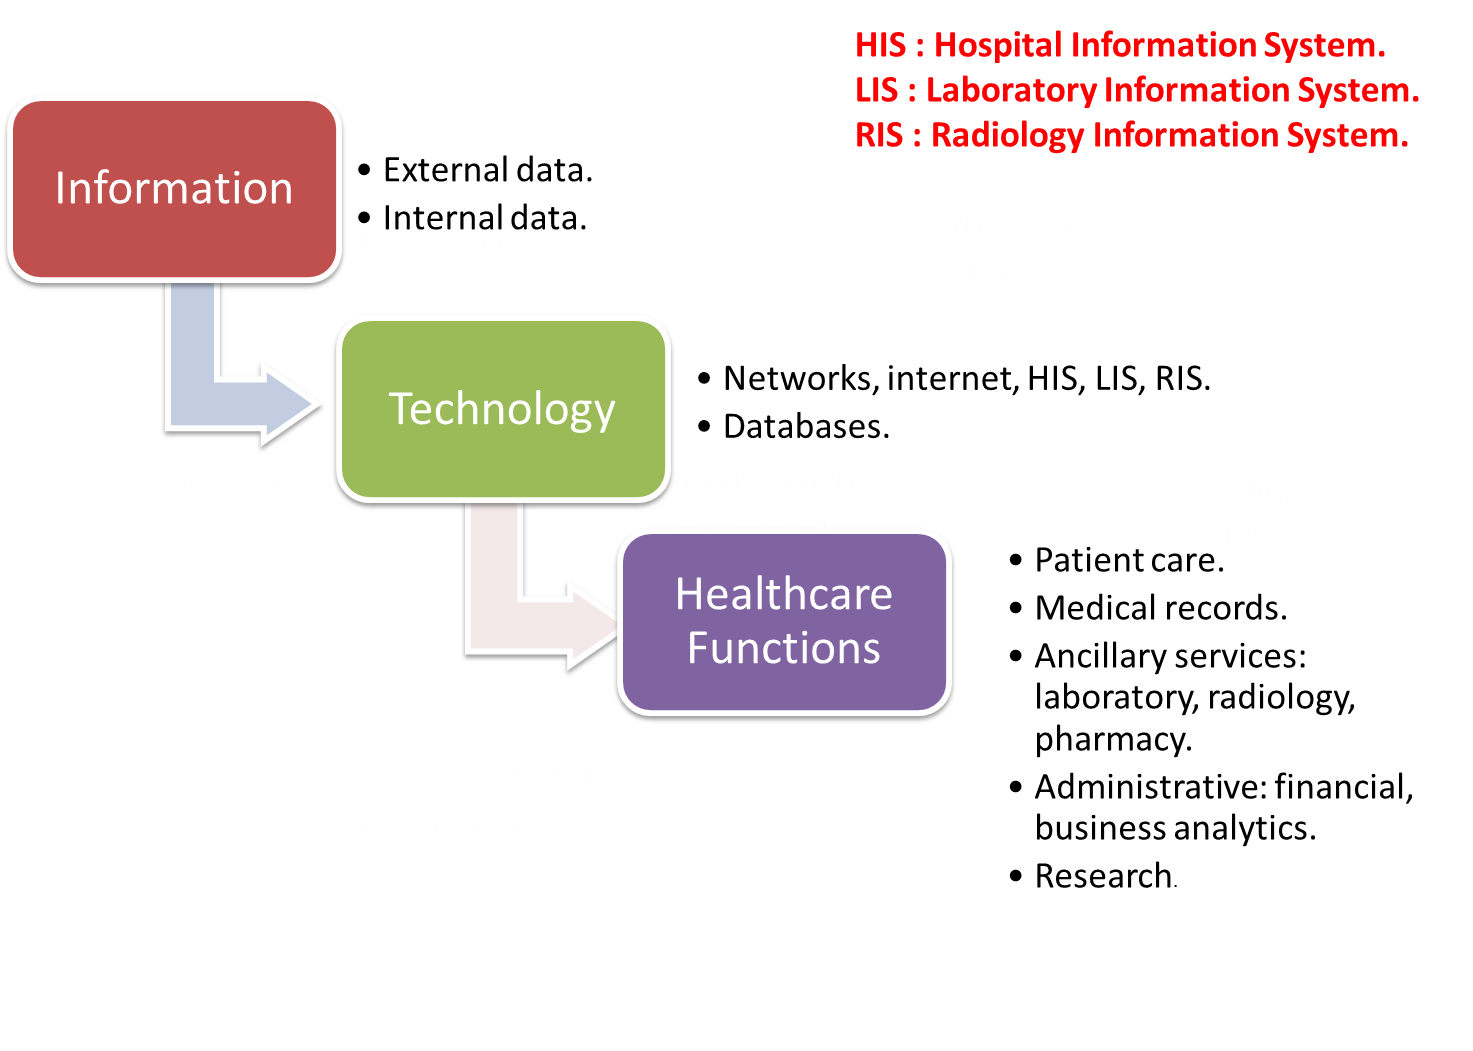 HIS : Hospital Information System.
LIS : Laboratory Information System.
RIS : Radiology Information System.
Information
• External data.
• Internal data.
Technology
• Networks, internet, HIS, LIS, RIS.
• Databases.
Healthcare
Functions
• Patient care.
• Medical records.
• Ancillary services:
laboratory, radiology,
pharmacy.
• Administrative: financial,
business analytics.
• Research.